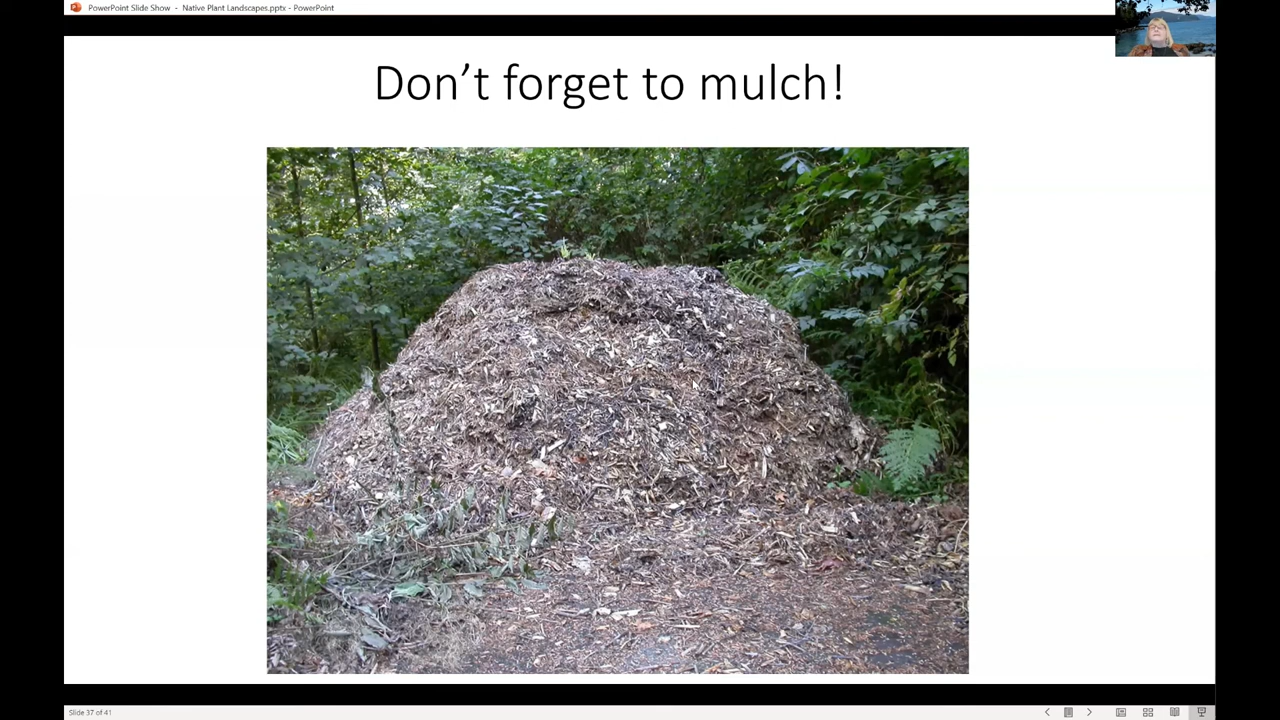 PowerPoint Slide Show - Native Plant Landscapes.pptx - PowerPoint
Don't forget to mulch!
Slide 37 of 41